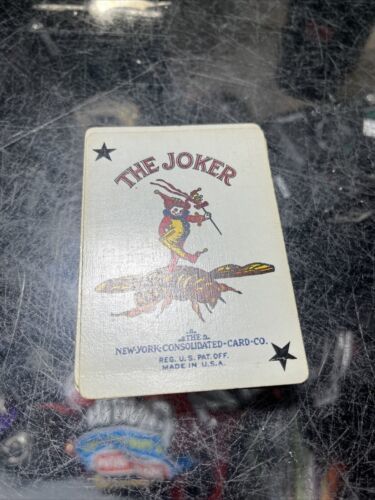 THE JOKER
THE
NEW-YORK-CONSOLIDATED-CARD-CO.
REG. U.S. PAT. OFF.
MADE IN U.S.A.